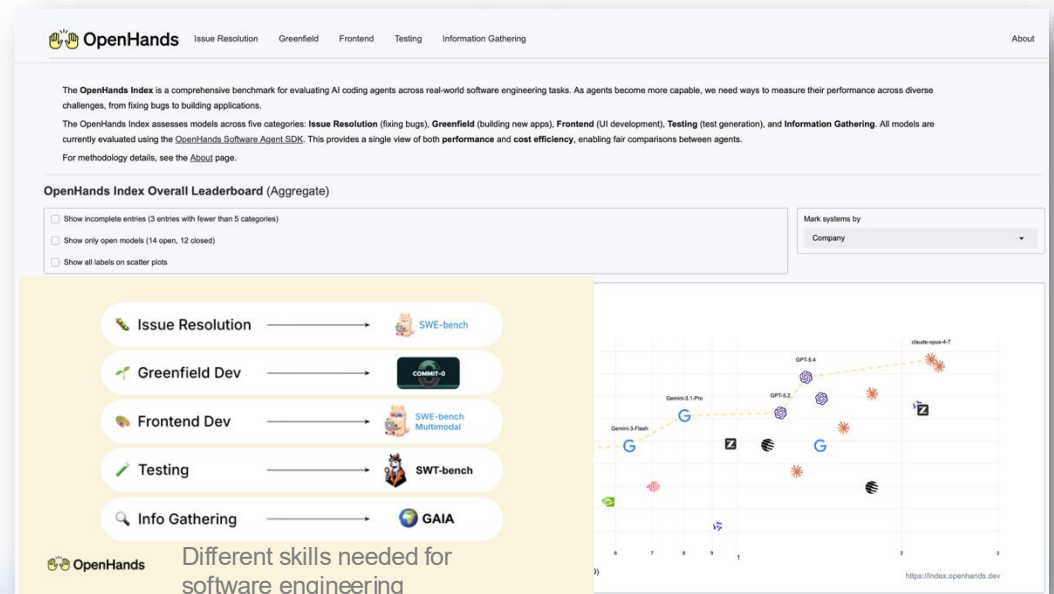 OpenHands Issue Resolution Greenfield Frontend Testing Information Gathering About
The OpenHands Index is a comprehensive benchmark for evaluating AI coding agents across real-world software engineering tasks. As agents become more capable, we need ways to measure their performance across diverse
challenges, from fixing bugs to building applications.
The OpenHands Index assesses models across five categories: Issue Resolution (fixing bugs), Greenfield (building new apps), Frontend (UI development), Testing (test generation), and Information Gathering. All models are
currently evaluated using the OpenHands Software Agent SDK. This provides a single view of both performance and cost efficiency, enabling fair comparisons between agents.
For methodology details, see the About page.
OpenHands Index Overall Leaderboard (Aggregate)
Show incomplete entries (3 entries with fewer than 5 categories)
Show only open models (14 open, 12 closed)
Show all labels on scatter plots
Mark systems by
Company
Issue Resolution SWE-bench
Greenfield Dev COMMIT-0
Frontend Dev SWE-bench
Multimodal
Testing SWT-bench
Info Gathering GAIA
OpenHands
Different skills needed for
software engineering
claude-opus-4-7
GPT-5.4
GPT-5.2
Gemini-3.1-Pro
Gemini-3-Flash
6 7 8 9 1 2 3
https://index.openhands.dev